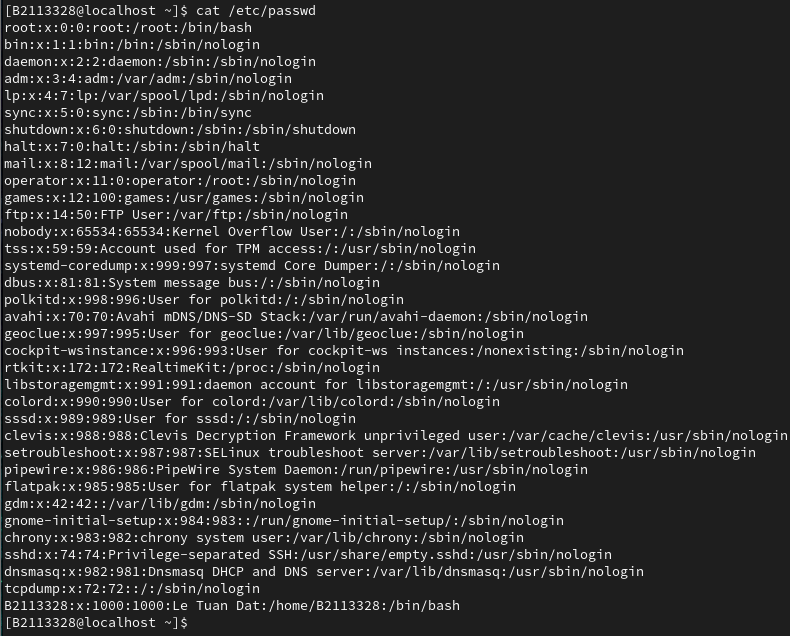 [B2113328@localhost ~]$ cat /etc/passwd
root:x:0:0:root:/root:/bin/bash
bin:x:1:1:bin:/bin:/sbin/nologin
daemon:x:2:2:daemon:/sbin:/sbin/nologin
adm:x:3:4:adm:/var/adm:/sbin/nologin
lp:x:4:7:lp:/var/spool/lpd:/sbin/nologin
sync:x:5:0:sync:/sbin:/bin/sync
shutdown:x:6:0:shutdown:/sbin:/sbin/shutdown
halt:x:7:0:halt:/sbin:/sbin/halt
mail:x:8:12:mail:/var/spool/mail:/sbin/nologin
operator:x:11:0:operator:/root:/sbin/nologin
games:x:12:100:games:/usr/games:/sbin/nologin
ftp:x:14:50:FTP User:/var/ftp:/sbin/nologin
nobody:x:65534:65534:Kernel Overflow User:/:/sbin/nologin
tss:x:59:59:Account used for TPM access:/:/usr/sbin/nologin
systemd-coredump:x:999:997:systemd Core Dumper:/:/sbin/nologin
dbus:x:81:81:System message bus:/:/sbin/nologin
polkitd:x:998:996:User for polkitd:/:/sbin/nologin
avahi:x:70:70:Avahi mDNS/DNS-SD Stack:/var/run/avahi-daemon:/sbin/nologin
geoclue:x:997:995:User for geoclue:/var/lib/geoclue:/sbin/nologin
cockpit-wsinstance:x:996:993:User for cockpit-ws instances:/nonexisting:/sbin/nologin
rtkit:x:172:172:RealtimeKit:/proc:/sbin/nologin
libstoragemgmt:x:991:991:daemon account for libstoragemgmt:/:/usr/sbin/nologin
colord:x:990:990:User for colord:/var/lib/colord:/sbin/nologin
sssd:x:989:989:User for sssd:/:/sbin/nologin
clevis:x:988:988:Clevis Decryption Framework unprivileged user:/var/cache/clevis:/usr/sbin/nologin
setroubleshoot:x:987:987:SELinux troubleshoot server:/var/lib/setroubleshoot:/usr/sbin/nologin
pipewire:x:986:986:PipeWire System Daemon:/run/pipewire:/usr/sbin/nologin
flatpak:x:985:985:User for flatpak system helper:/:/sbin/nologin
gdm:x:42:42::/var/lib/gdm:/sbin/nologin
gnome-initial-setup:x:984:983::/run/gnome-initial-setup/:/sbin/nologin
chrony:x:983:982:chrony system user:/var/lib/chrony:/sbin/nologin
sshd:x:74:74:Privilege-separated SSH:/usr/share/empty.sshd:/usr/sbin/nologin
dnsmasq:x:982:981:Dnsmasq DHCP and DNS server:/var/lib/dnsmasq:/usr/sbin/nologin
tcpdump:x:72:72::/:/sbin/nologin
B2113328:x:1000:1000:Le Tuan Dat:/home/B2113328:/bin/bash
[B2113328@localhost ~]$